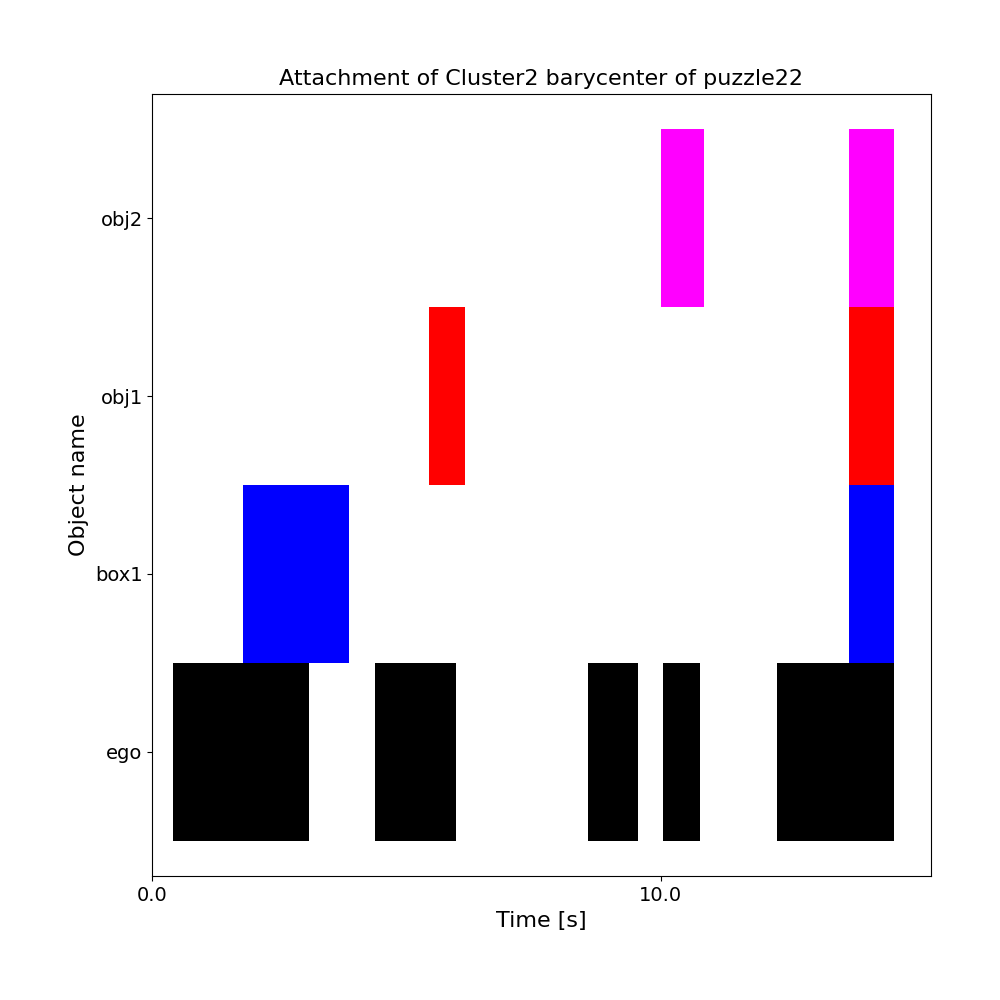 Attachment of Cluster2 barycenter of puzzle22
obj2
obj1
box1
ego
Object name
0.0
10.0
Time [s]